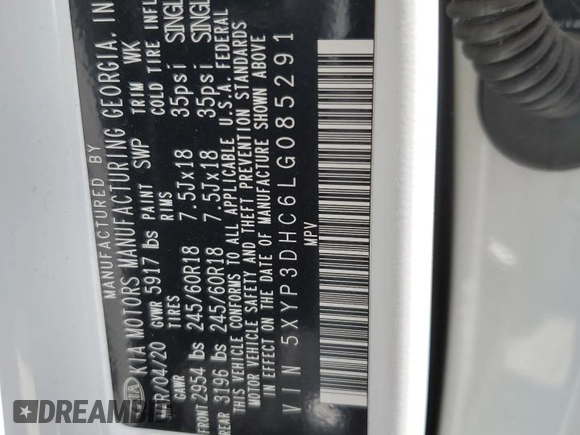 MANUFACTURED BY
KIA MOTORS MANUFACTURING GEORGIA, IN
MAR/04/20 GVWR 5917 lbs PAINT SWP TRIM WK
GAWR TIRES RIMS COLD TIRE INFL
FRONT 2954 lbs 245/60R18 7.5Jx18 35psi SINGL
REAR 3196 lbs 245/60R18 7.5Jx18 35psi SINGL
THIS VEHICLE CONFORMS TO ALL APPLICABLE U.S.A. FEDERAL
MOTOR VEHICLE SAFETY AND THEFT PREVENTION STANDARDS
IN EFFECT ON THE DATE OF MANUFACTURE SHOWN ABOVE
VIN 5XYP3DHC6LG085291
MPV